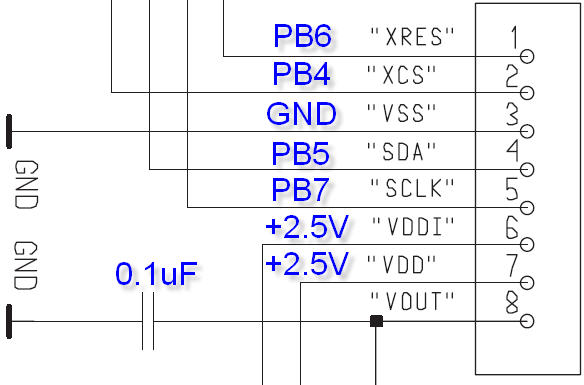 PB6 "XRES" 1
PB4 "XCS" 2
GND "VSS" 3
PB5 "SDA" 4
GND
PB7 "SCLK" 5
+2.5V "VDDI" 6
+2.5V "VDD" 7
GND
0.1uF
"VOUT" 8